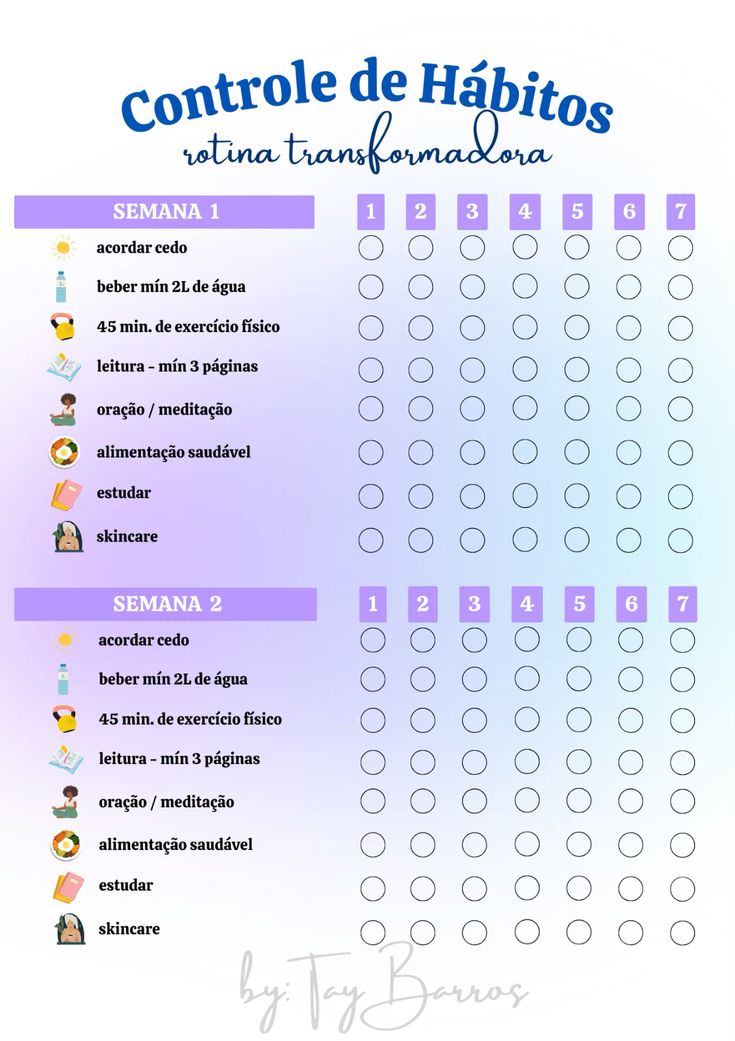 Controle de Hábitos
rotina transformadora
SEMANA 1 1 2 3 4 5 6 7
acordar cedo
beber mín 2L de água
45 min. de exercício físico
leitura - mín 3 páginas
oração / meditação
alimentação saudável
estudar
skincare
SEMANA 2 1 2 3 4 5 6 7
acordar cedo
beber mín 2L de água
45 min. de exercício físico
leitura - mín 3 páginas
oração / meditação
alimentação saudável
estudar
skincare
by: Tay Barros